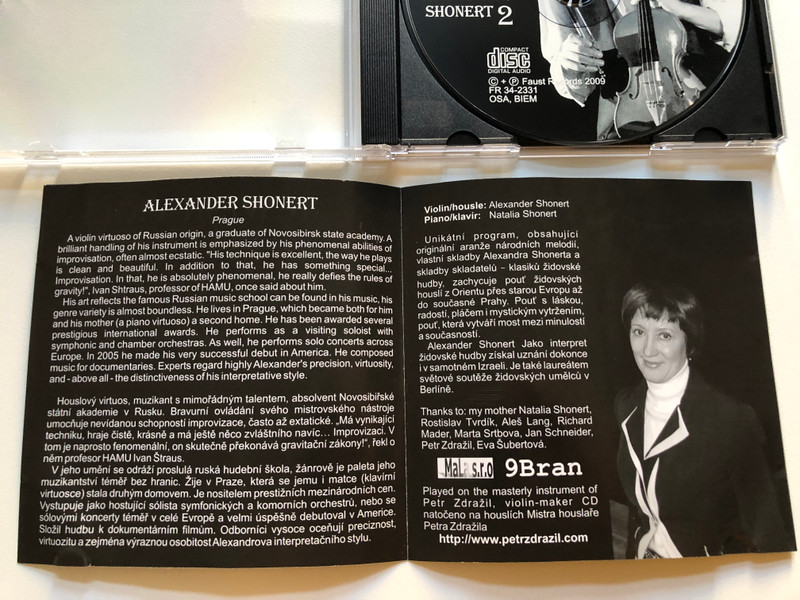 SHONERT 2
COMPACT
disc
DIGITAL AUDIO
© + ℗ Faust Records 2009
FR 34-2331
OSA, BIEM
ALEXANDER SHONERT
Prague
A violin virtuoso of Russian origin, a graduate of Novosibirsk state academy. A
brilliant handling of his instrument is emphasized by his phenomenal abilities of
improvisation, often almost ecstatic. "His technique is excellent, the way he plays
is clean and beautiful. In addition to that, he has something special...
Improvisation. In that, he is absolutely phenomenal, he really defies the rules of
gravity!", Ivan Shtraus, professor of HAMU, once said about him.
His art reflects the famous Russian music school can be found in his music, his
genre variety is almost boundless. He lives in Prague, which became both for him
and his mother (a piano virtuoso) a second home. He has been awarded several
prestigious international awards. He performs as a visiting soloist with
symphonic and chamber orchestras. As well, he performs solo concerts across
Europe. In 2005 he made his very successful debut in America. He composed
music for documentaries. Experts regard highly Alexander's precision, virtuosity,
and - above all - the distinctiveness of his interpretative style.
Houslový virtuos, muzikant s mimořádným talentem, absolvent Novosibiřské
státní akademie v Rusku. Bravurní ovládání svého mistrovského nástroje
umocňuje nevídanou schopností improvizace, často až extatické. „Má vynikající
techniku, hraje čistě, krásně a má ještě něco zvláštního navíc... Improvizaci. V
tom je naprosto fenomenální, on skutečně překonává gravitační zákony!", řekl o
něm profesor HAMU Ivan Štraus.
V jeho umění se odráží proslulá ruská hudební škola, žánrově je paleta jeho
muzikantství téměř bez hranic. Žije v Praze, která se jemu i matce (klavírní
virtuosce) stala druhým domovem. Je nositelem prestižních mezinárodních cen.
Vystupuje jako hostující sólista symfonických a komorních orchestrů, nebo se
sólovými koncerty téměř v celé Evropě a velmi úspěšně debutoval v Americe.
Složil hudbu k dokumentárním filmům. Odborníci vysoce oceňují preciznost,
virtuozitu a zejména výraznou osobitost Alexandrova interpretačního stylu.
Violin/housle: Alexander Shonert
Piano/klavír: Natalia Shonert
Unikátní program, obsahující
originální aranže národních melodií,
vlastní skladby Alexandra Shonerta a
skladby skladatelů - klasiků židovské
hudby, zachycuje pouť židovských
houslí z Orientu přes starou Evropu až
do současné Prahy. Pouť s láskou,
radostí, pláčem i mystickým vytržením,
pouť, která vytváří most mezi minulostí
a současností.
Alexander Shonert Jako interpret
židovské hudby získal uznání dokonce
i v samotném Izraeli. Je také laureátem
světové soutěže židovských umělců v
Berlíně.
Thanks to: my mother Natalia Shonert,
Rostislav Tvrdík, Aleš Lang, Richard
Mader, Marta Srtbova, Jan Schneider,
Petr Zdražil, Eva Šubertová.
MaLa s.r.o 9Bran
Played on the masterly instrument of
Petr Zdražil, violin-maker CD
natočeno na houslích Mistra houslaře
Petra Zdražila
http://www.petrzdrazil.com